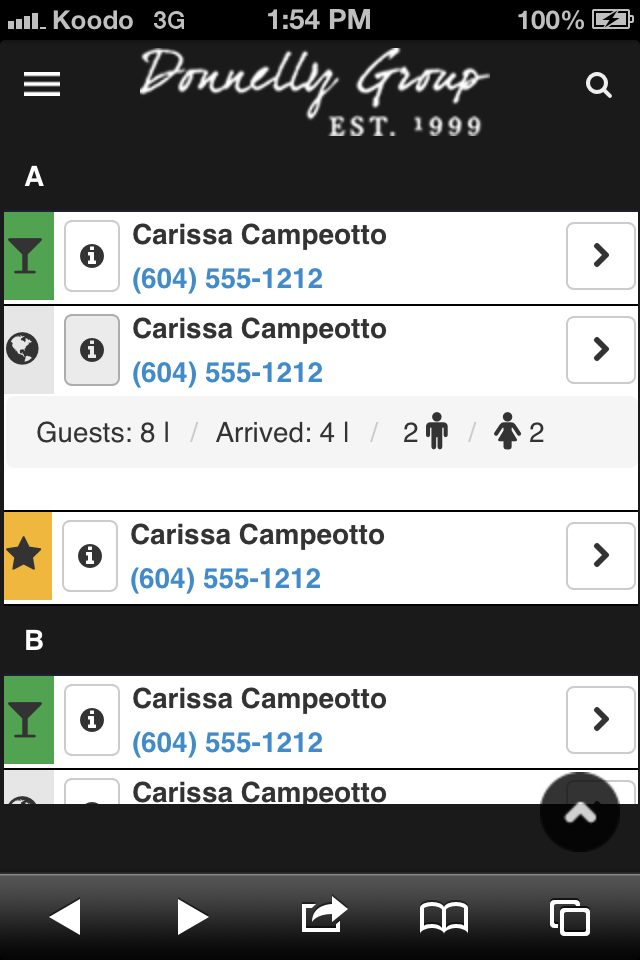 Koodo 3G 1:54 PM 100%
Donnelly Group
EST. 1999
A
Carissa Campeotto
(604) 555-1212
Carissa Campeotto
(604) 555-1212
Guests: 8 l / Arrived: 4 l / 2 / 2
Carissa Campeotto
(604) 555-1212
B
Carissa Campeotto
(604) 555-1212
Carissa Campeotto